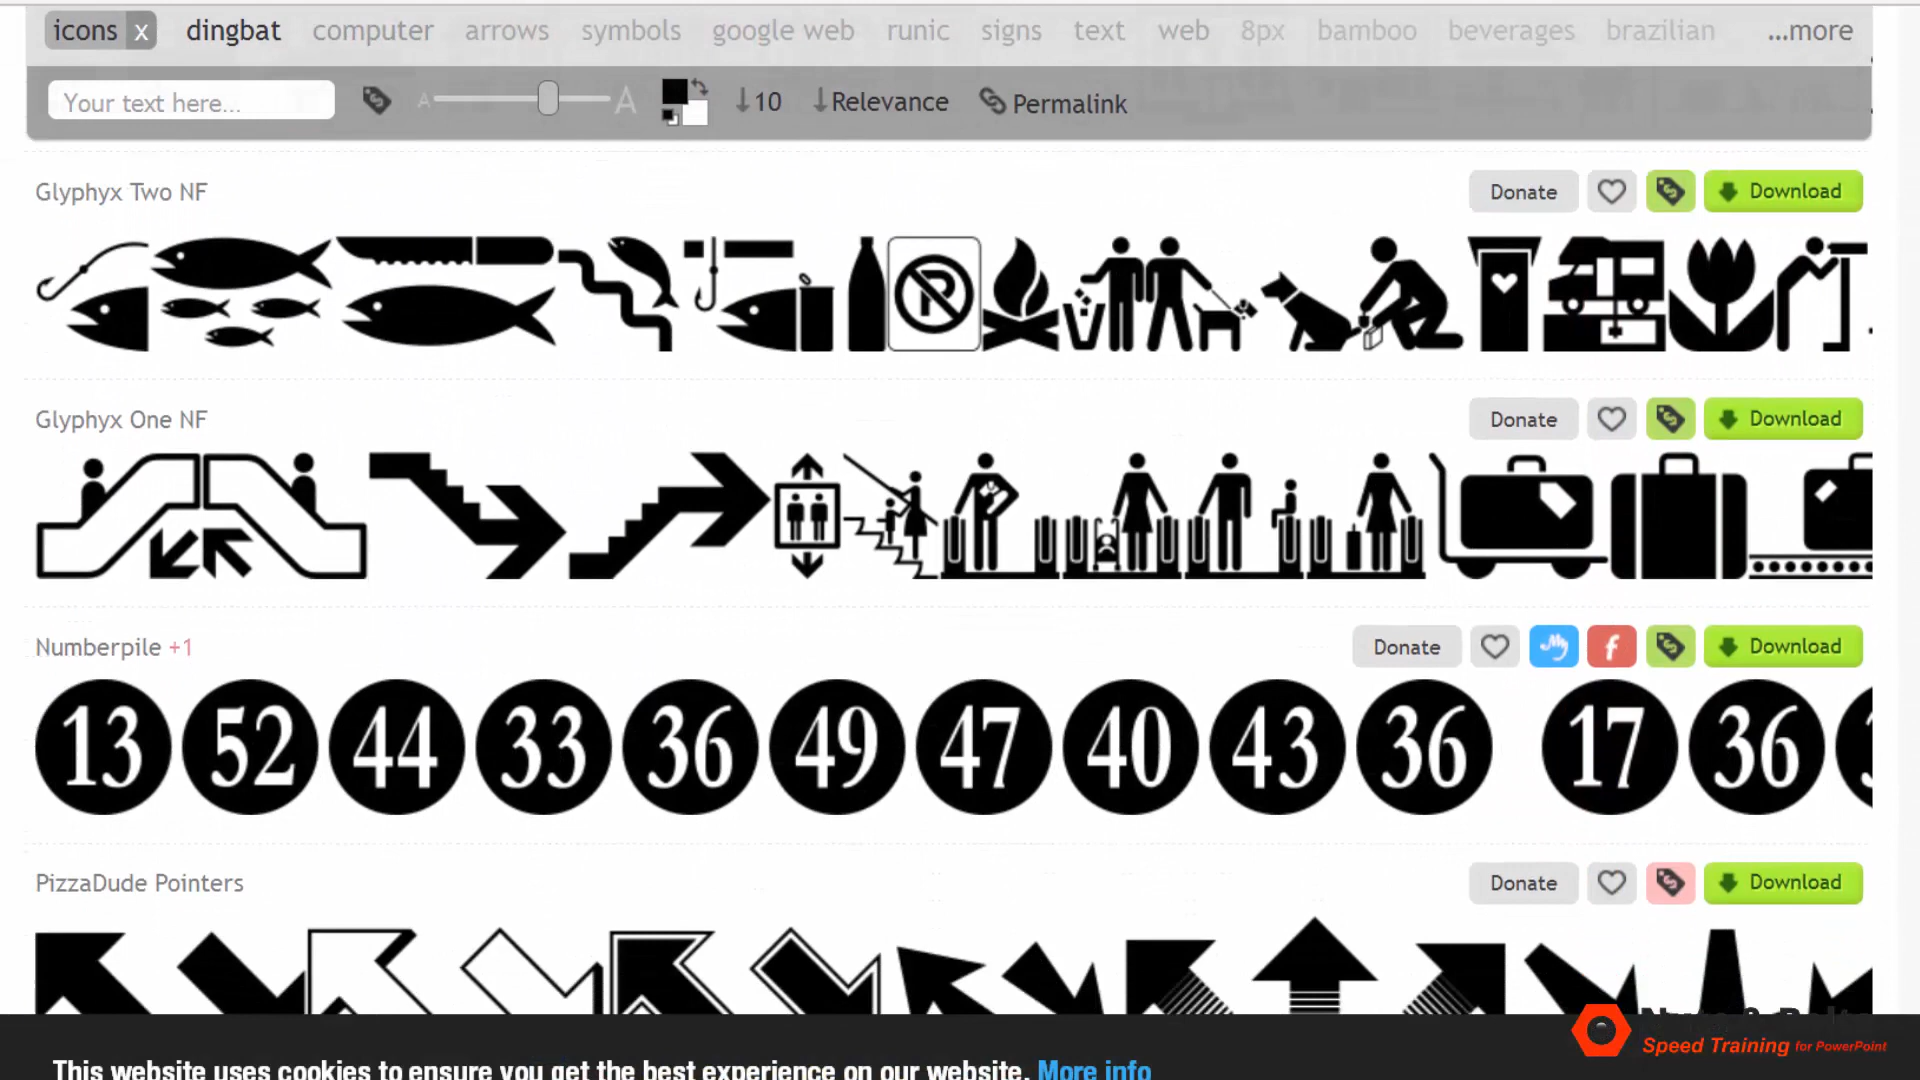 icons x dingbat computer arrows symbols google web runic signs text web 8px bamboo beverages brazilian ...more
Your text here... A A 10 Relevance Permalink
Glyphyx Two NF Donate Download
P
Glyphyx One NF Donate Download
Numberpile +1 Donate f Download
13 52 44 33 36 49 47 40 43 36 17 36
PizzaDude Pointers Donate Download
Speed Training for PowerPoint
This website uses cookies to ensure you get the best experience on our website. More info